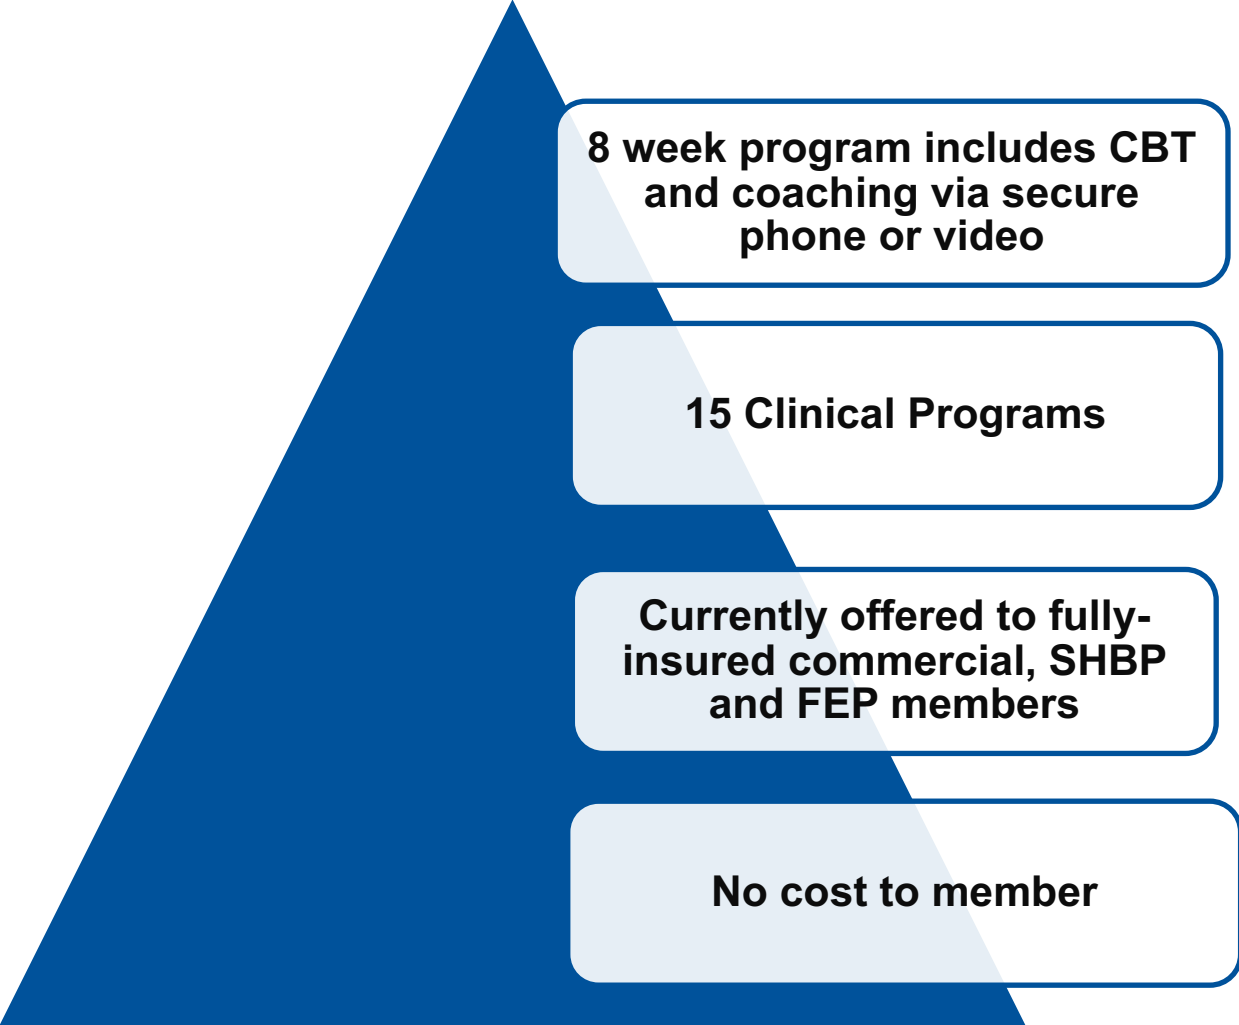 8 week program includes CBT
and coaching via secure
phone or video
15 Clinical Programs
Currently offered to fully-
insured commercial, SHBP
and FEP members
No cost to member